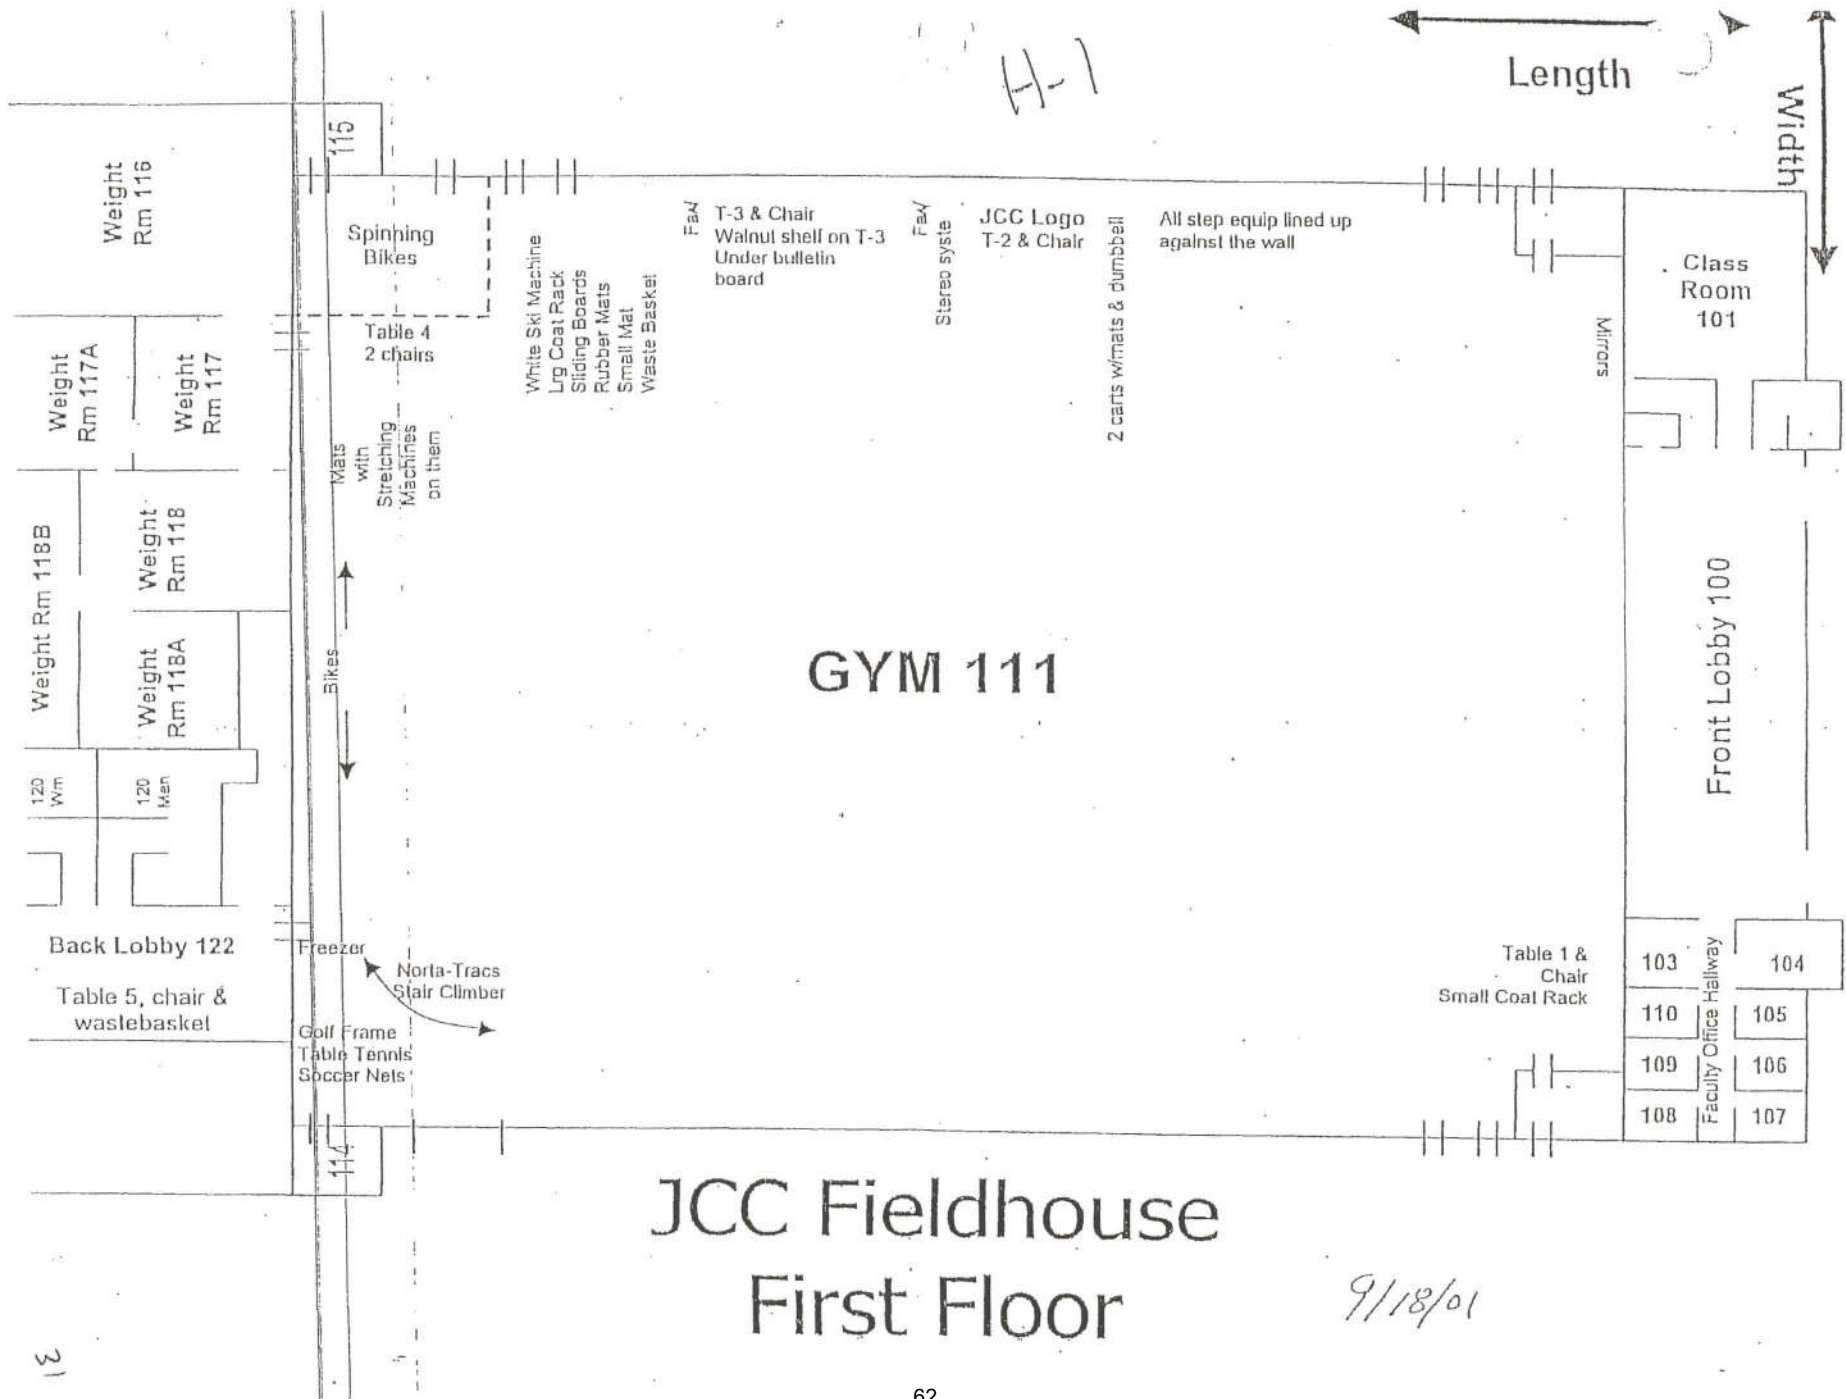 H-1
Length
Width
115
Weight
Rm 116
Spinning
Bikes
Table 4
2 chairs
White Ski Machine
Lrg Coat Rack
Sliding Boards
Rubber Mats
Small Mat
Waste Basket
T-3 & Chair
Walnut shelf on T-3
Under bulletin
board
Stereo syste
JCC Logo
T-2 & Chair
2 carts w/mats & dumbbell
All step equip lined up
against the wall
Class
Room
101
Mirrors
Weight
Rm 117A
Weight
Rm 117
Mats
with
Stretching
Machines
on them
Weight Rm 118B
Weight
Rm 118
Weight
Rm 118A
Bikes
GYM 111
Front Lobby 100
120
Wm
120
Men
Back Lobby 122
Table 5, chair &
wastebasket
Freezer
Norta-Tracs
Stair Climber
Golf Frame
Table Tennis
Soccer Nets
Table 1 &
Chair
Small Coat Rack
103
104
110
105
109
106
108
107
Faculty Office Hallway
114
JCC Fieldhouse
First Floor
9/18/01
31
62